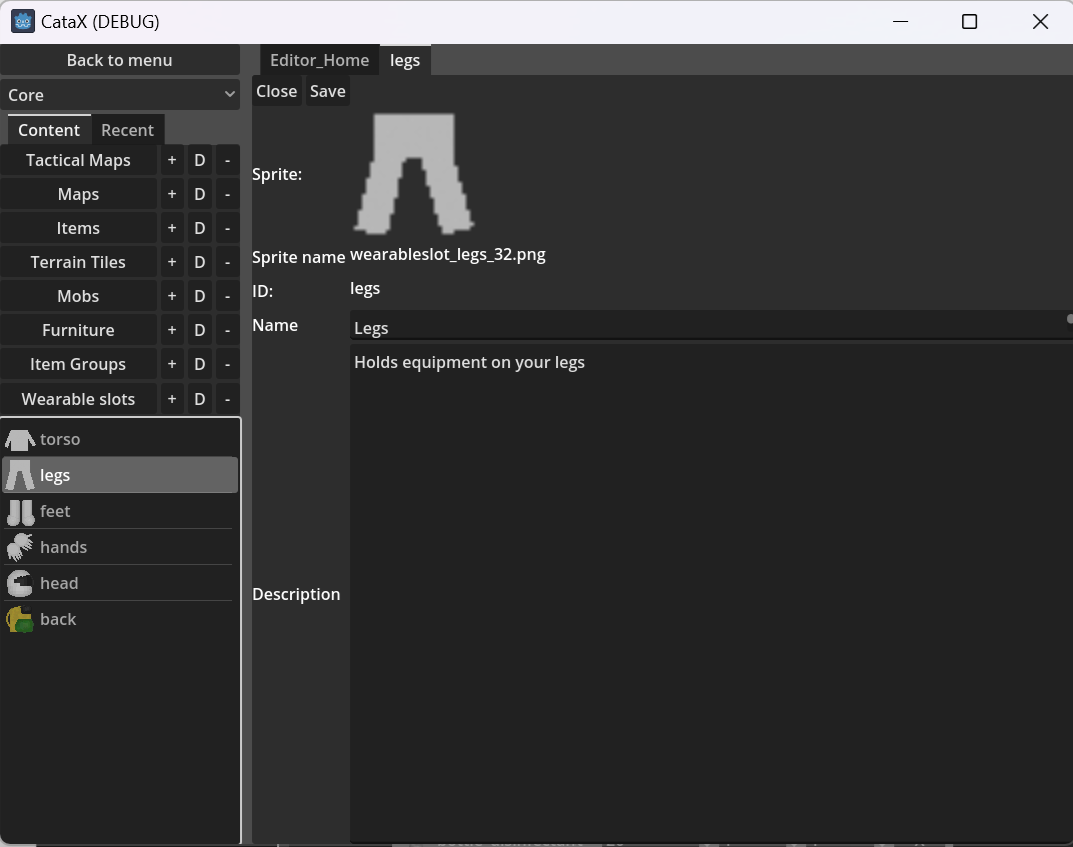 CataX (DEBUG)
Back to menu
Core
Content Recent
Tactical Maps + D -
Maps + D -
Items + D -
Terrain Tiles + D -
Mobs + D -
Furniture + D -
Item Groups + D -
Wearable slots + D -
torso
legs
feet
hands
head
back
Editor_Home legs
Close Save
Sprite:
Sprite name wearableslot_legs_32.png
ID: legs
Name Legs
Description Holds equipment on your legs